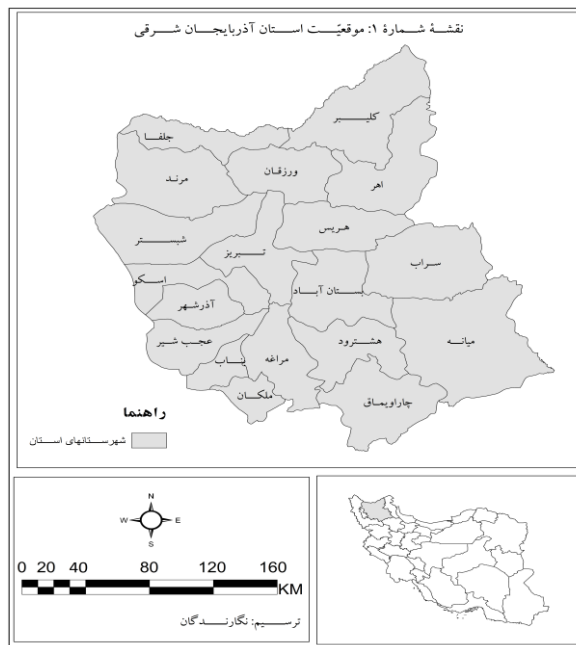 نقشهٔ شمارهٔ ۱: موقعیّت استان آذربایجان شرقی
کلیبر
جلفا
ورزقان
مرند
اهر
هریس
شبستر
تبریز
سراب
اسکو
بستان آباد
آذرشهر
عجب شیر
هشترود
میانه
مراغه
بناب
ملکان
چاراویماق
راهنما
شهرستانهای استان
N
W E
S
0 20 40 80 120 160
KM
ترسیم: نگارندگان